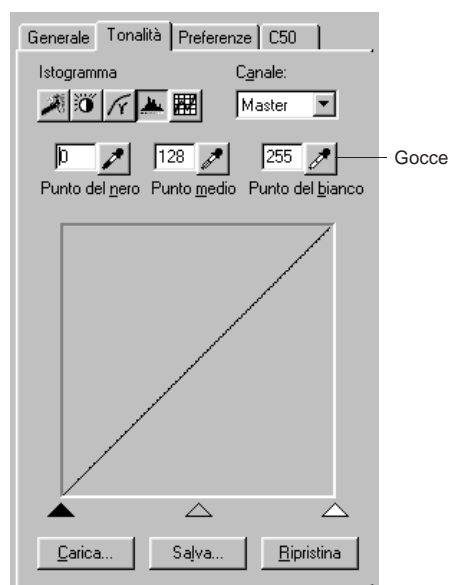 Generale Tonalità Preferenze C50
Istogramma Canale:
Master
0 128 255 Gocce
Punto del nero Punto medio Punto del bianco
Carica... Salva... Ripristina